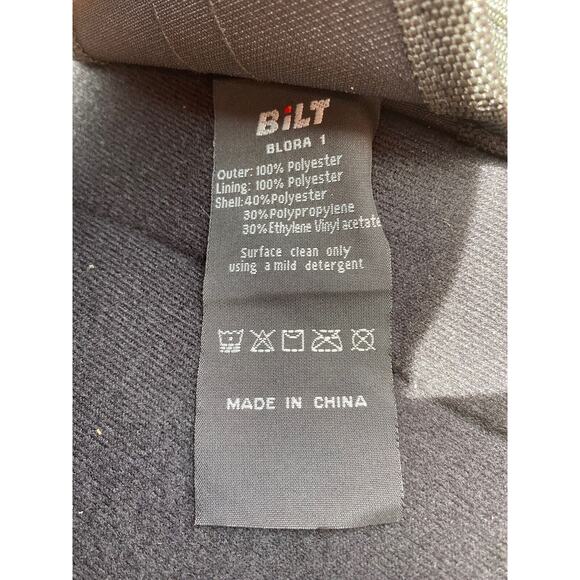 BiLT
BLORA 1
Outer: 100% Polyester
Lining: 100% Polyester
Shell:40%Polyester
30%Polypropylene
30%Ethylene Vinyl acetate
Surface clean only
using a mild detergent
MADE IN CHINA